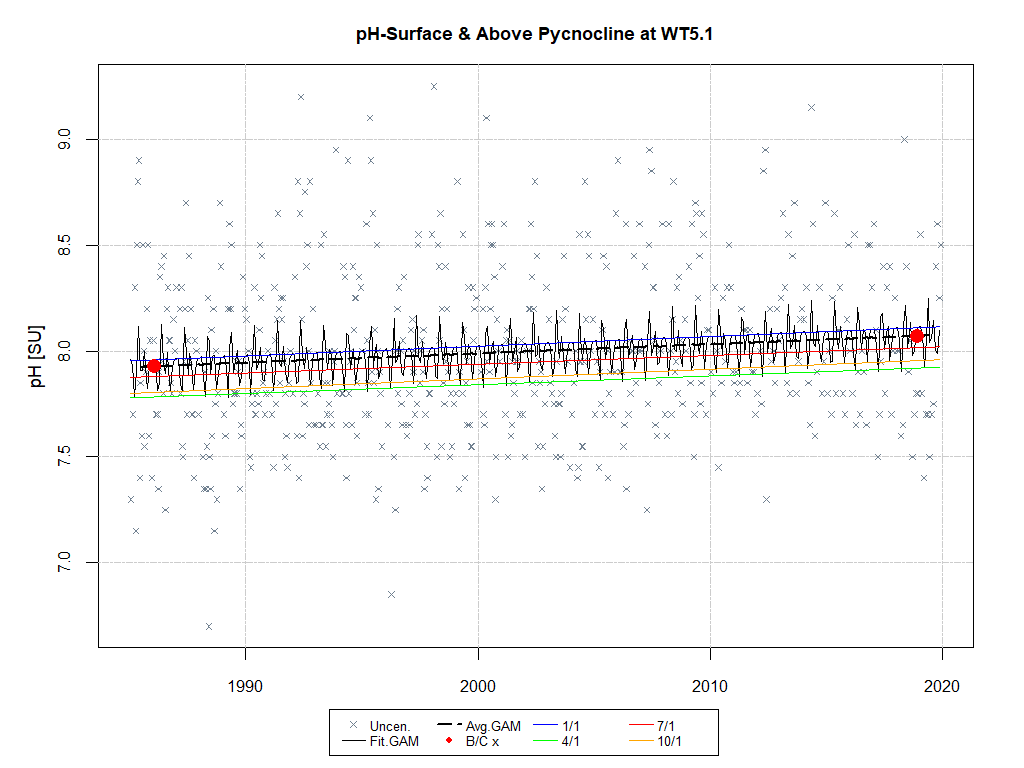 pH-Surface & Above Pycnocline at WT5.1
pH [SU]
9.0
8.5
8.0
7.5
7.0
1990 2000 2010 2020
Uncen. Avg.GAM 1/1 7/1
Fit.GAM B/C x 4/1 10/1